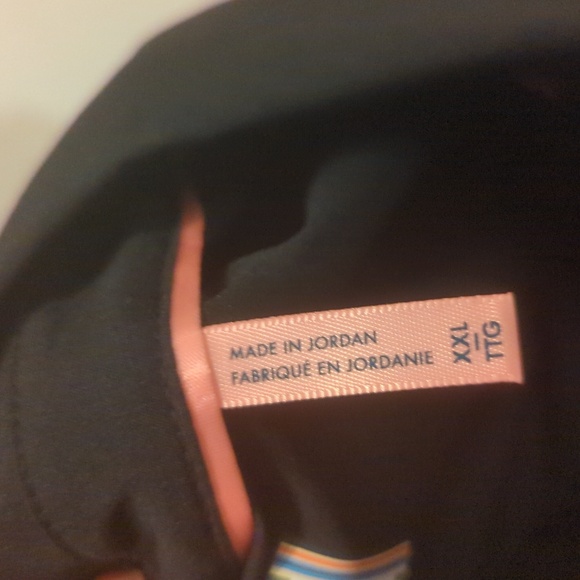 MADE IN JORDAN
FABRIQUÉ EN JORDANIE
XXL
TTG